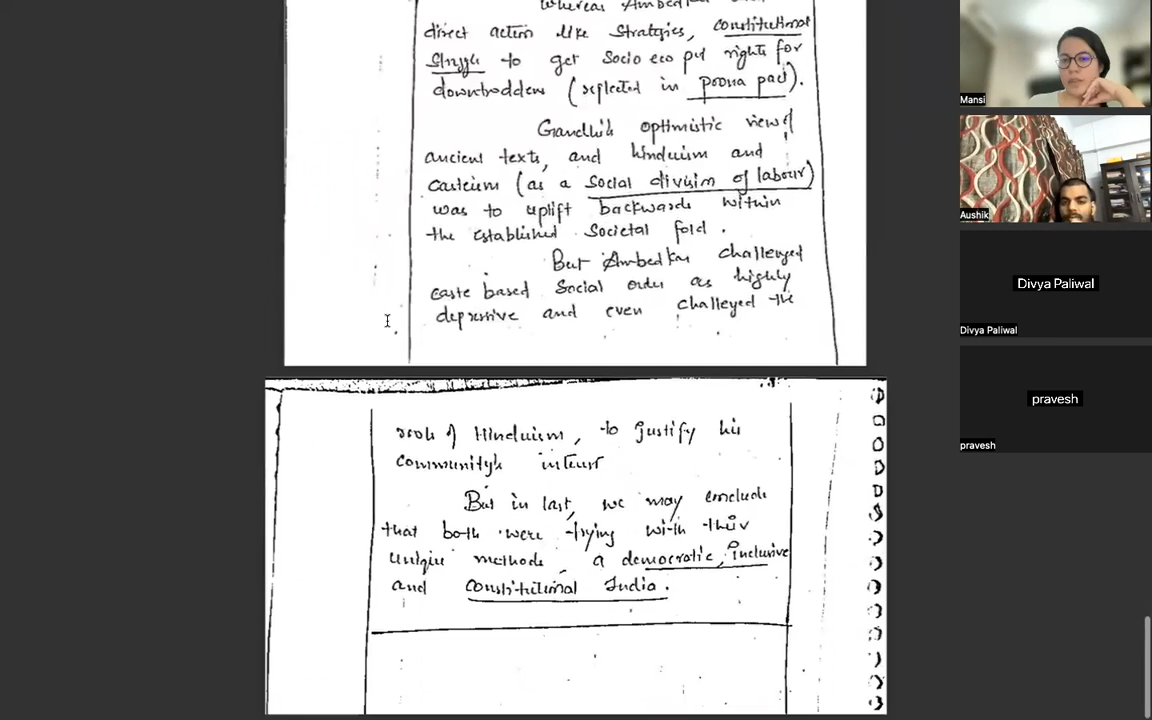 whereas Ambedkar
direct action like Strategies, constitutional
struggle to get Socio eco pol rights for
downtrodden (reflected in poona pact).
Gandhi's optimistic view of
ancient texts, and hinduism and
casteism (as a Social division of labour)
was to uplift backwards within
the established Societal fold.
But Ambedkar challenged
caste based Social order as highly
depressive and even challenged the
roots of Hinduism, to justify his
community's interest
But in last, we may conclude
that both were trying with their
unique methods, a democratic, inclusive
and constitutional India.
Mansi
Aushik
Divya Paliwal
Divya Paliwal
pravesh
pravesh